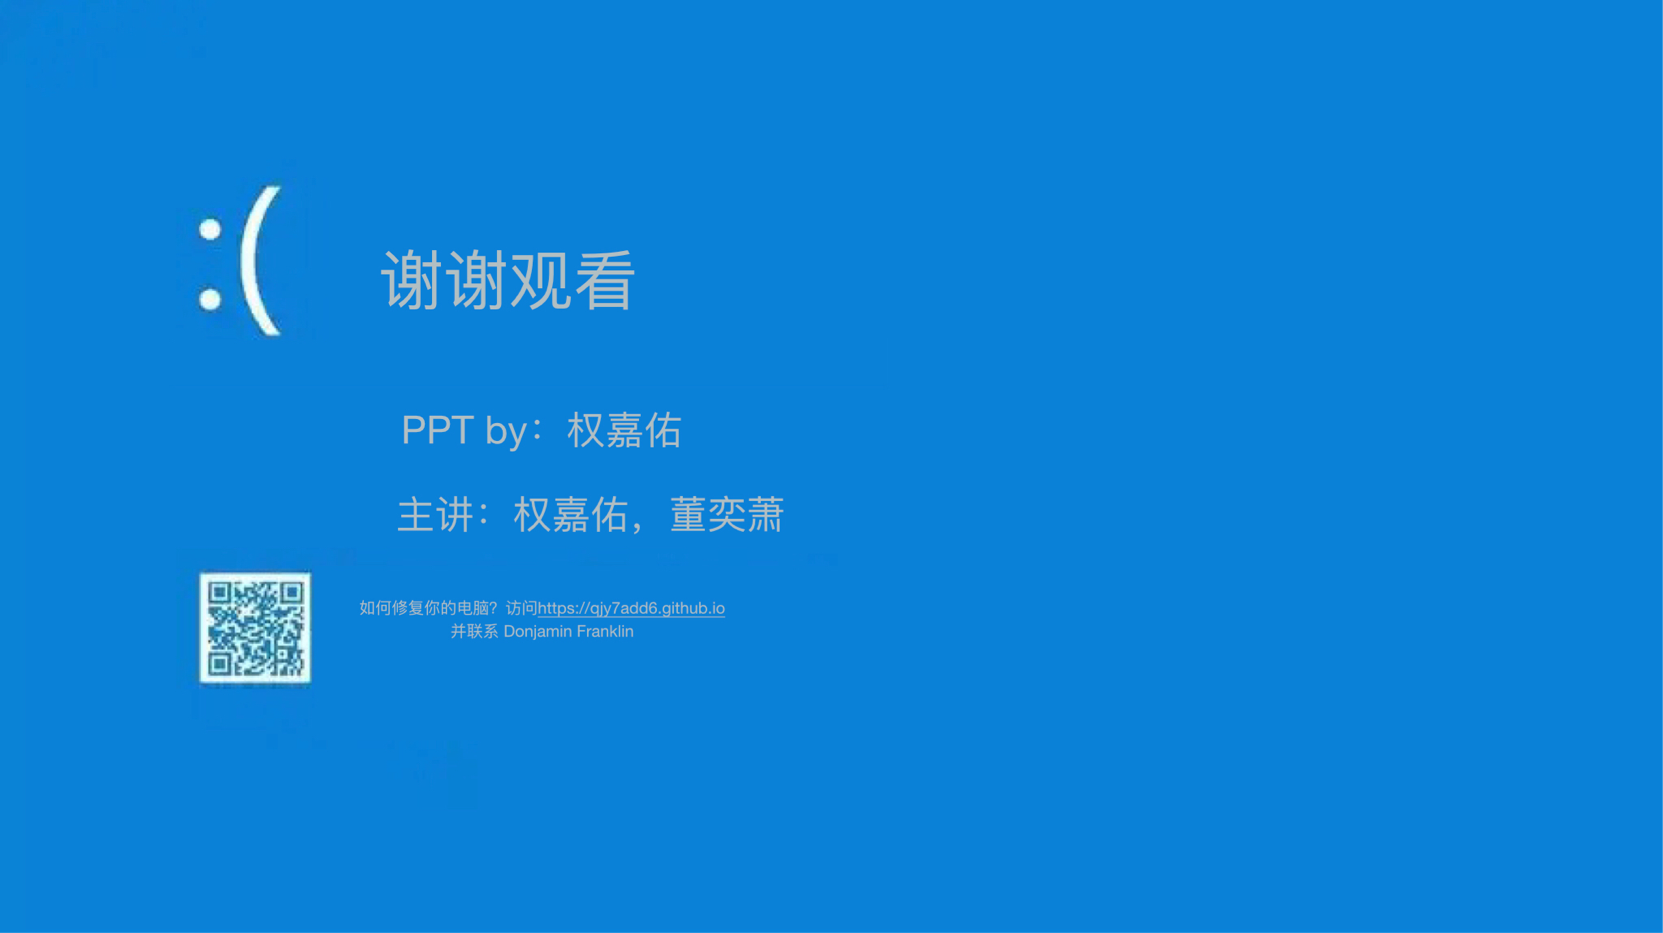 :(
谢谢观看
PPT by：权嘉佑
主讲：权嘉佑，董奕萧
如何修复你的电脑？访问https://qjy7add6.github.io
并联系 Donjamin Franklin